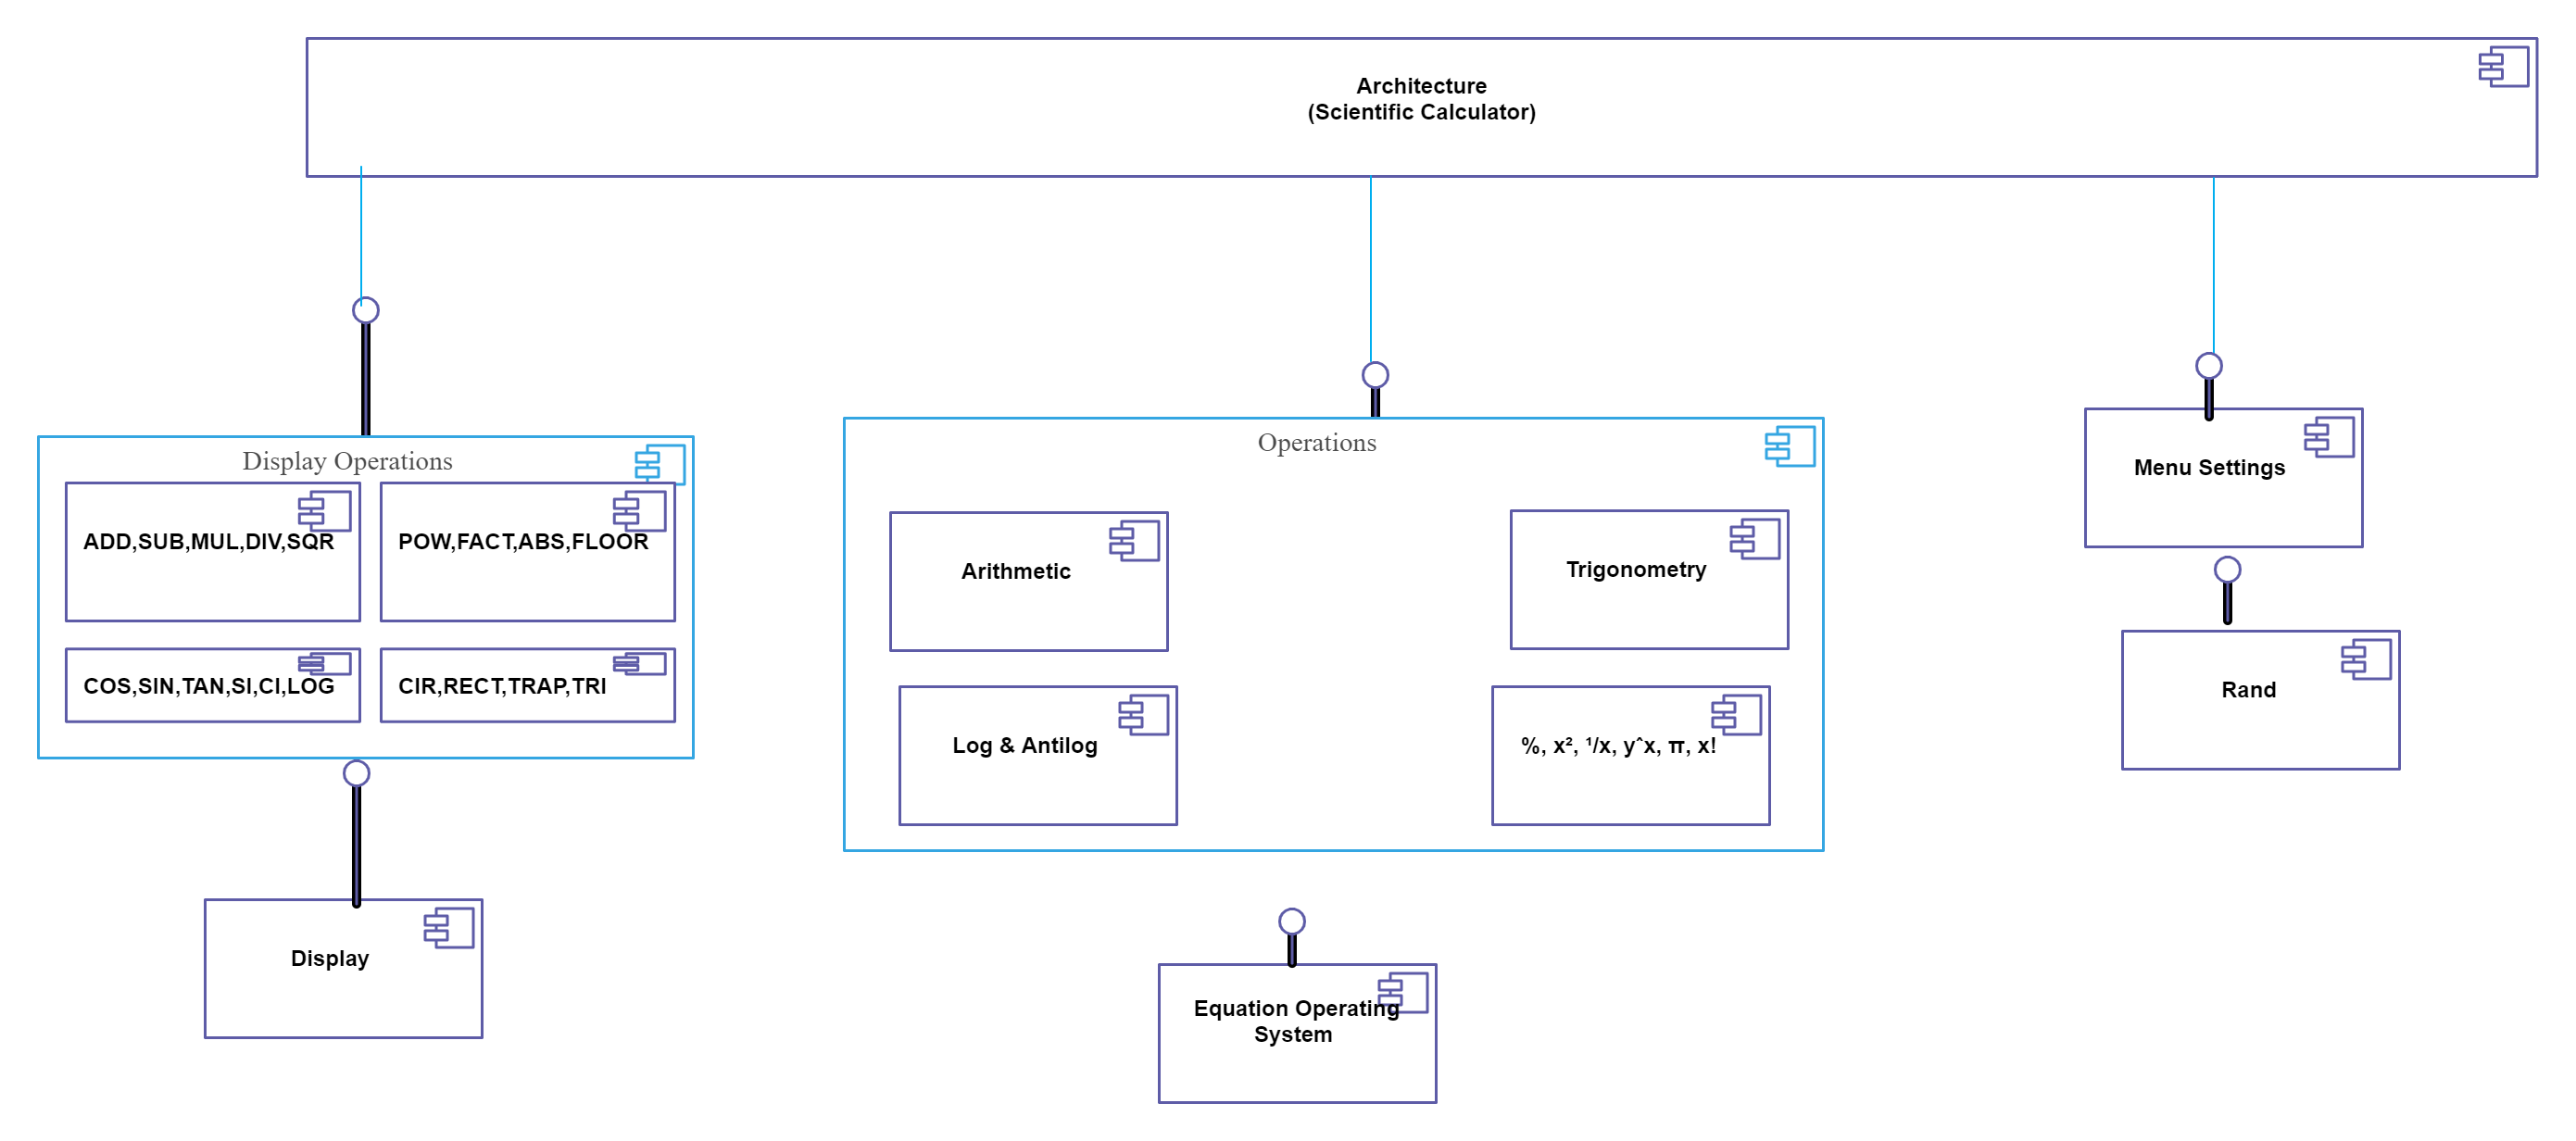 Architecture
(Scientific Calculator)
Display Operations
ADD,SUB,MUL,DIV,SQR
POW,FACT,ABS,FLOOR
COS,SIN,TAN,SI,CI,LOG
CIR,RECT,TRAP,TRI
Display
Operations
Arithmetic
Trigonometry
Log & Antilog
%, x², ¹/x, y^x, π, x!
Equation Operating
System
Menu Settings
Rand